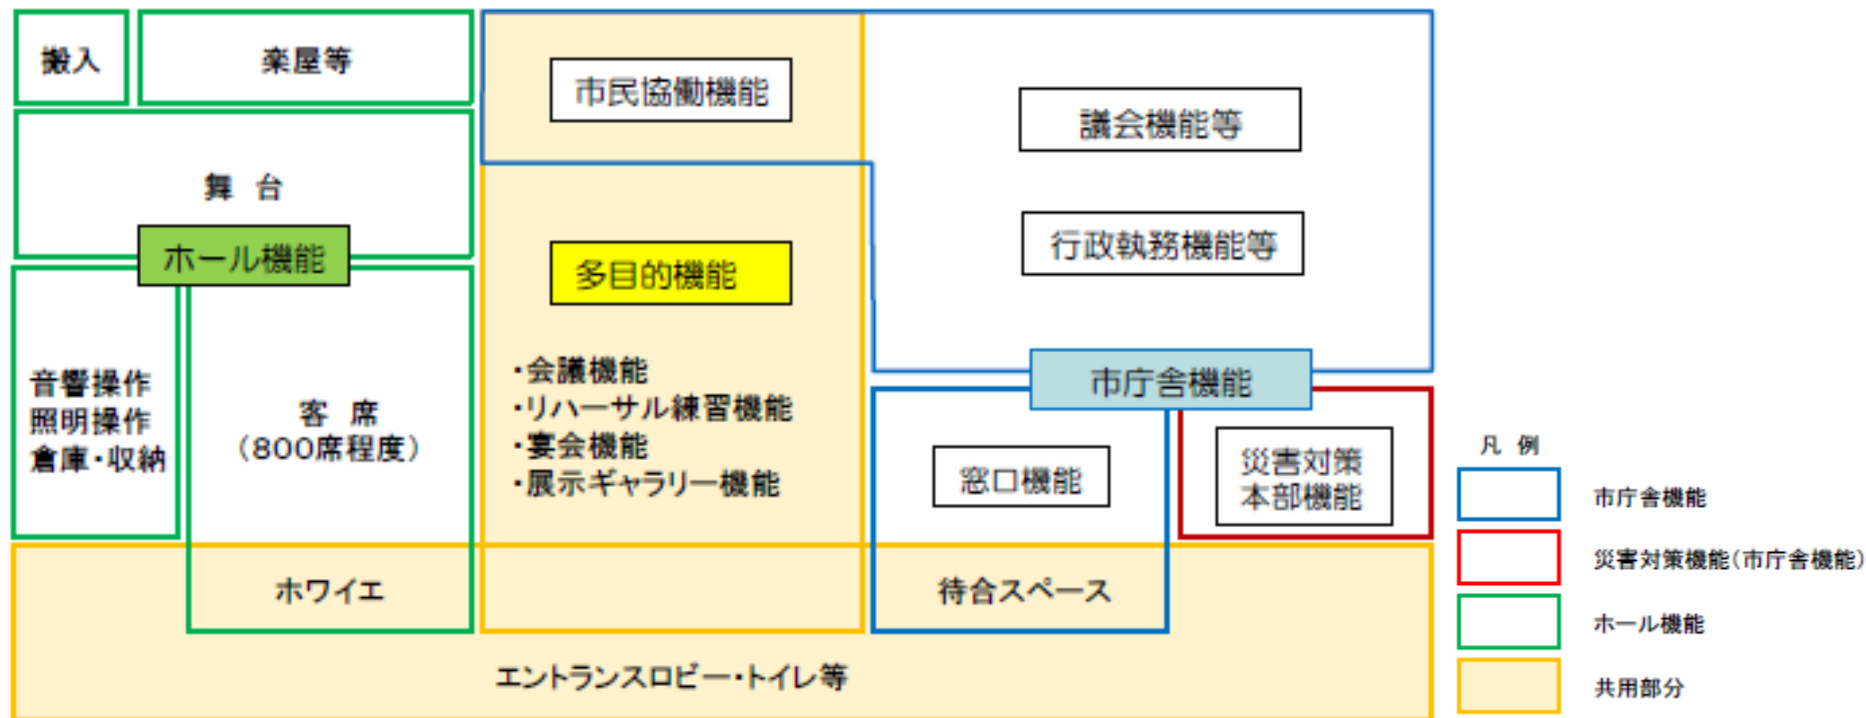 搬入
楽屋等
舞 台
ホール機能
音響操作
照明操作
倉庫・収納
客 席
(800席程度)
市民協働機能
多目的機能
・会議機能
・リハーサル練習機能
・宴会機能
・展示ギャラリー機能
議会機能等
行政執務機能等
市庁舎機能
窓口機能
災害対策
本部機能
ホワイエ
待合スペース
エントランスロビー・トイレ等
凡 例
市庁舎機能
災害対策機能(市庁舎機能)
ホール機能
共用部分